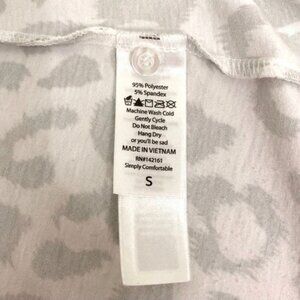 95% Polyester
5% Spandex
Machine Wash Cold
Gently Cycle
Do Not Bleach
Hang Dry
or you'll be sad
MADE IN VIETNAM
RN#142161
Simply Comfortable
S